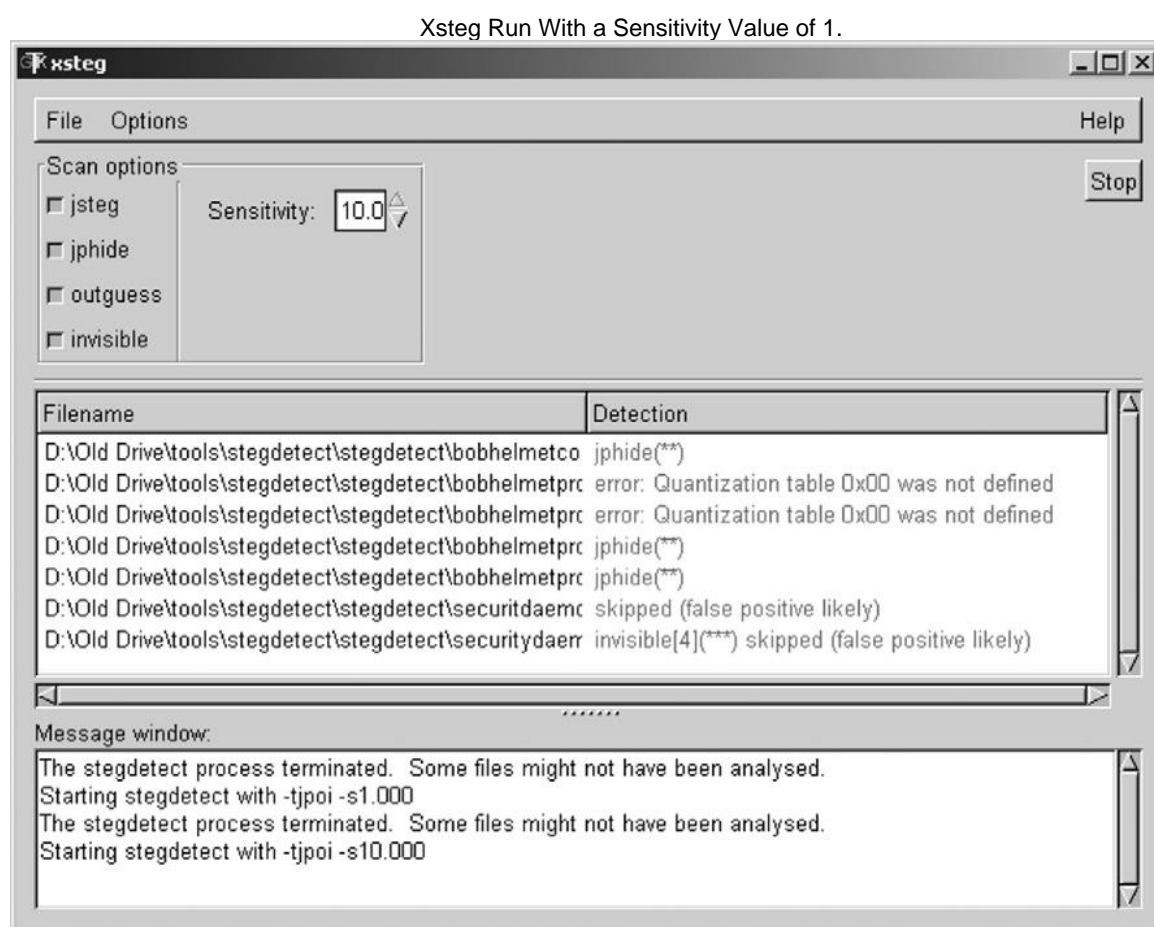 Xsteg Run With a Sensitivity Value of 1.
xsteg
File Options Help
Scan options
Stop
jsteg
Sensitivity: 10.0
jphide
outguess
invisible
Filename Detection
D:\Old Drive\tools\stegdetect\stegdetect\bobhelmetco jphide(**)
D:\Old Drive\tools\stegdetect\stegdetect\bobhelmetprc error: Quantization table 0x00 was not defined
D:\Old Drive\tools\stegdetect\stegdetect\bobhelmetprc error: Quantization table 0x00 was not defined
D:\Old Drive\tools\stegdetect\stegdetect\bobhelmetprc jphide(**)
D:\Old Drive\tools\stegdetect\stegdetect\bobhelmetprc jphide(**)
D:\Old Drive\tools\stegdetect\stegdetect\securitdaemc skipped (false positive likely)
D:\Old Drive\tools\stegdetect\stegdetect\securitydaem invisible[4](***) skipped (false positive likely)
Message window:
The stegdetect process terminated. Some files might not have been analysed.
Starting stegdetect with -tjpoi -s1.000
The stegdetect process terminated. Some files might not have been analysed.
Starting stegdetect with -tjpoi -s10.000